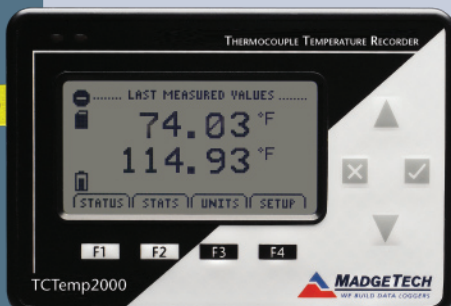 THERMOCOUPLE TEMPERATURE RECORDER
........ LAST MEASURED VALUES ........
74.03 °F
114.93 °F
STATUS STATS UNITS SETUP
F1 F2 F3 F4
TCTemp2000
MADGETECH
WE BUILD DATA LOGGERS